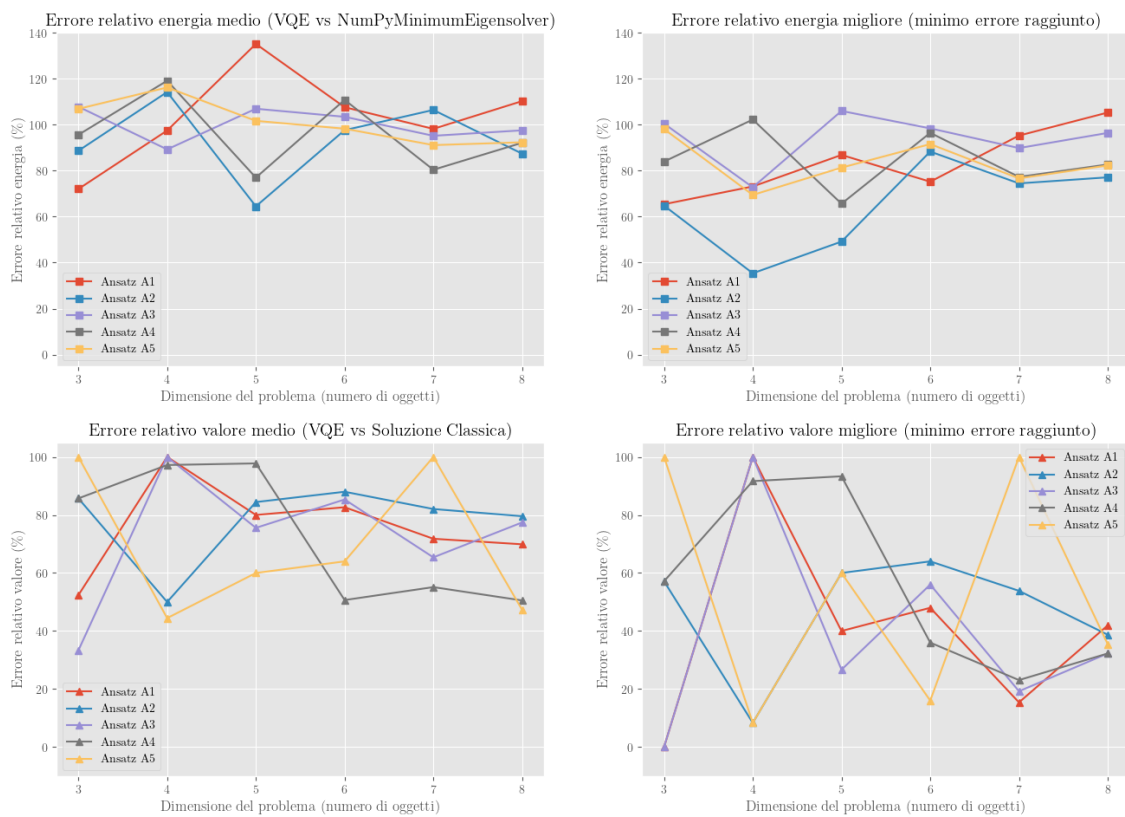 Errore relativo energia medio (VQE vs NumPyMinimumEigensolver)
140
120
100
80
60
40
20
0
Errore relativo energia (%)
Ansatz A1
Ansatz A2
Ansatz A3
Ansatz A4
Ansatz A5
3 4 5 6 7 8
Dimensione del problema (numero di oggetti)
Errore relativo energia migliore (minimo errore raggiunto)
140
120
100
80
60
40
20
0
Errore relativo energia (%)
Ansatz A1
Ansatz A2
Ansatz A3
Ansatz A4
Ansatz A5
3 4 5 6 7 8
Dimensione del problema (numero di oggetti)
Errore relativo valore medio (VQE vs Soluzione Classica)
100
80
60
40
20
0
Errore relativo valore (%)
Ansatz A1
Ansatz A2
Ansatz A3
Ansatz A4
Ansatz A5
3 4 5 6 7 8
Dimensione del problema (numero di oggetti)
Errore relativo valore migliore (minimo errore raggiunto)
100
80
60
40
20
0
Errore relativo valore (%)
Ansatz A1
Ansatz A2
Ansatz A3
Ansatz A4
Ansatz A5
3 4 5 6 7 8
Dimensione del problema (numero di oggetti)